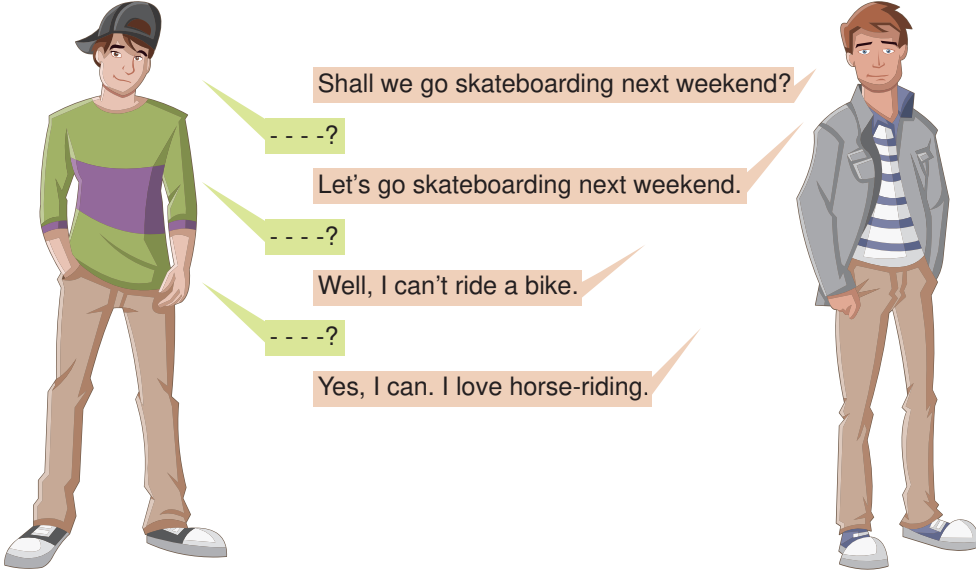 Shall we go skateboarding next weekend?
- - - -?
Let's go skateboarding next weekend.
- - - -?
Well, I can’t ride a bike.
- - - -?
Yes, I can. I love horse-riding.